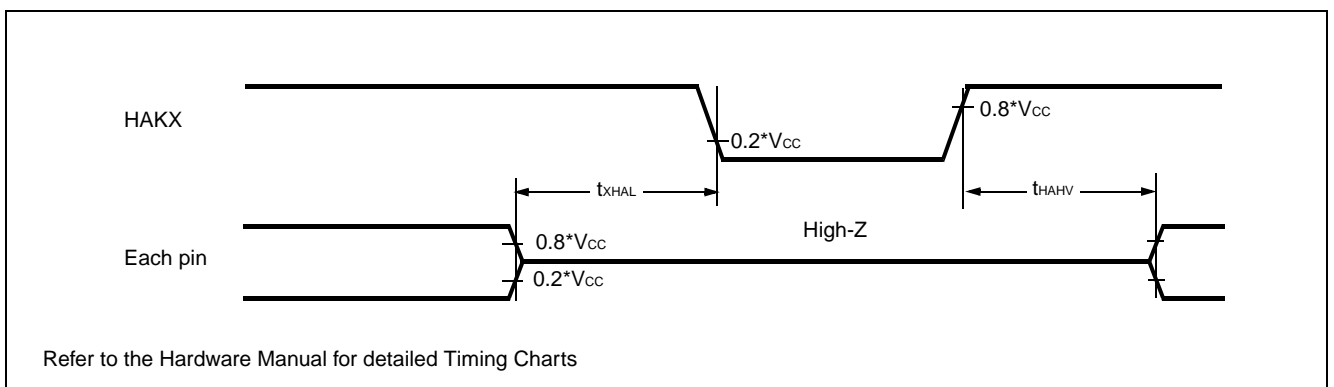 HAKX
0.8*VCC
0.2*VCC
tXHAL
tHAHV
High-Z
Each pin
0.8*VCC
0.2*VCC
Refer to the Hardware Manual for detailed Timing Charts